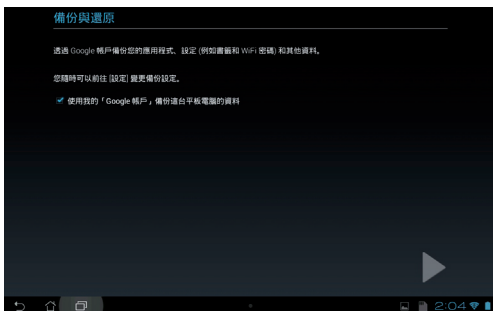 備份與還原
透過 Google 帳戶備份您的應用程式、設定 (例如書籤和 WiFi 密碼) 和其他資料。
您隨時可以前往 [設定] 變更備份設定。
使用我的「Google 帳戶」備份這台平板電腦的資料
2:04